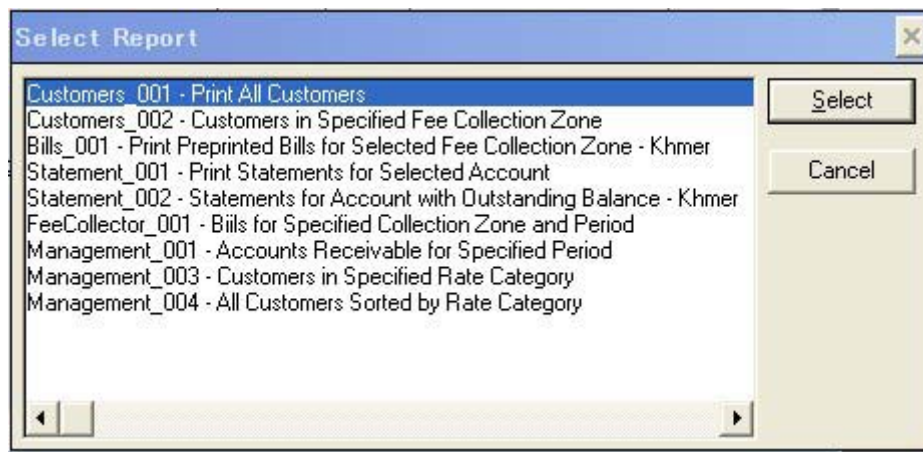 Select Report
Customers_001 - Print All Customers
Customers_002 - Customers in Specified Fee Collection Zone
Bills_001 - Print Preprinted Bills for Selected Fee Collection Zone - Khmer
Statement_001 - Print Statements for Selected Account
Statement_002 - Statements for Account with Outstanding Balance - Khmer
FeeCollector_001 - Biils for Specified Collection Zone and Period
Management_001 - Accounts Receivable for Specified Period
Management_003 - Customers in Specified Rate Category
Management_004 - All Customers Sorted by Rate Category
Select
Cancel